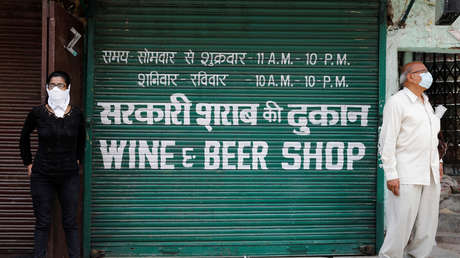 समय सोमवार से शुक्रवार - 11 A.M. - 10 P.M.
शनिवार - रविवार 10 A.M. - 10 P.M.
सरकारी शराब की दुकान
WINE & BEER SHOP